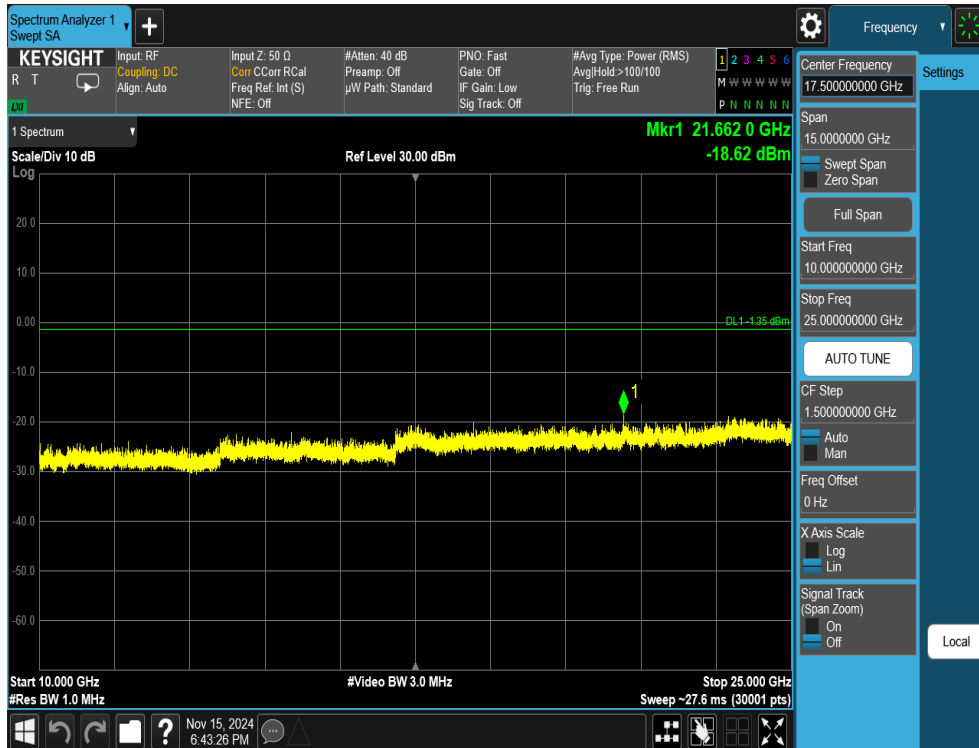 Spectrum Analyzer 1
Swept SA
Frequency
KEYSIGHT
R T
LXI
Input: RF
Coupling: DC
Align: Auto
Input Z: 50 Ω
Corr CCorr RCal
Freq Ref: Int (S)
NFE: Off
#Atten: 40 dB
Preamp: Off
µW Path: Standard
PNO: Fast
Gate: Off
IF Gain: Low
Sig Track: Off
#Avg Type: Power (RMS)
Avg|Hold:>100/100
Trig: Free Run
1 2 3 4 5 6
M W W W W W
P N N N N N
1 Spectrum
Mkr1 21.662 0 GHz
Scale/Div 10 dB
Ref Level 30.00 dBm
-18.62 dBm
Log
20.0
10.0
0.00
DL1 -1.35 dBm
-10.0
1
-20.0
-30.0
-40.0
-50.0
-60.0
Start 10.000 GHz
#Video BW 3.0 MHz
Stop 25.000 GHz
#Res BW 1.0 MHz
Sweep ~27.6 ms (30001 pts)
Center Frequency
17.500000000 GHz
Settings
Span
15.0000000 GHz
Swept Span
Zero Span
Full Span
Start Freq
10.000000000 GHz
Stop Freq
25.000000000 GHz
AUTO TUNE
CF Step
1.500000000 GHz
Auto
Man
Freq Offset
0 Hz
X Axis Scale
Log
Lin
Signal Track
(Span Zoom)
On
Off
Local
?
Nov 15, 2024
6:43:26 PM